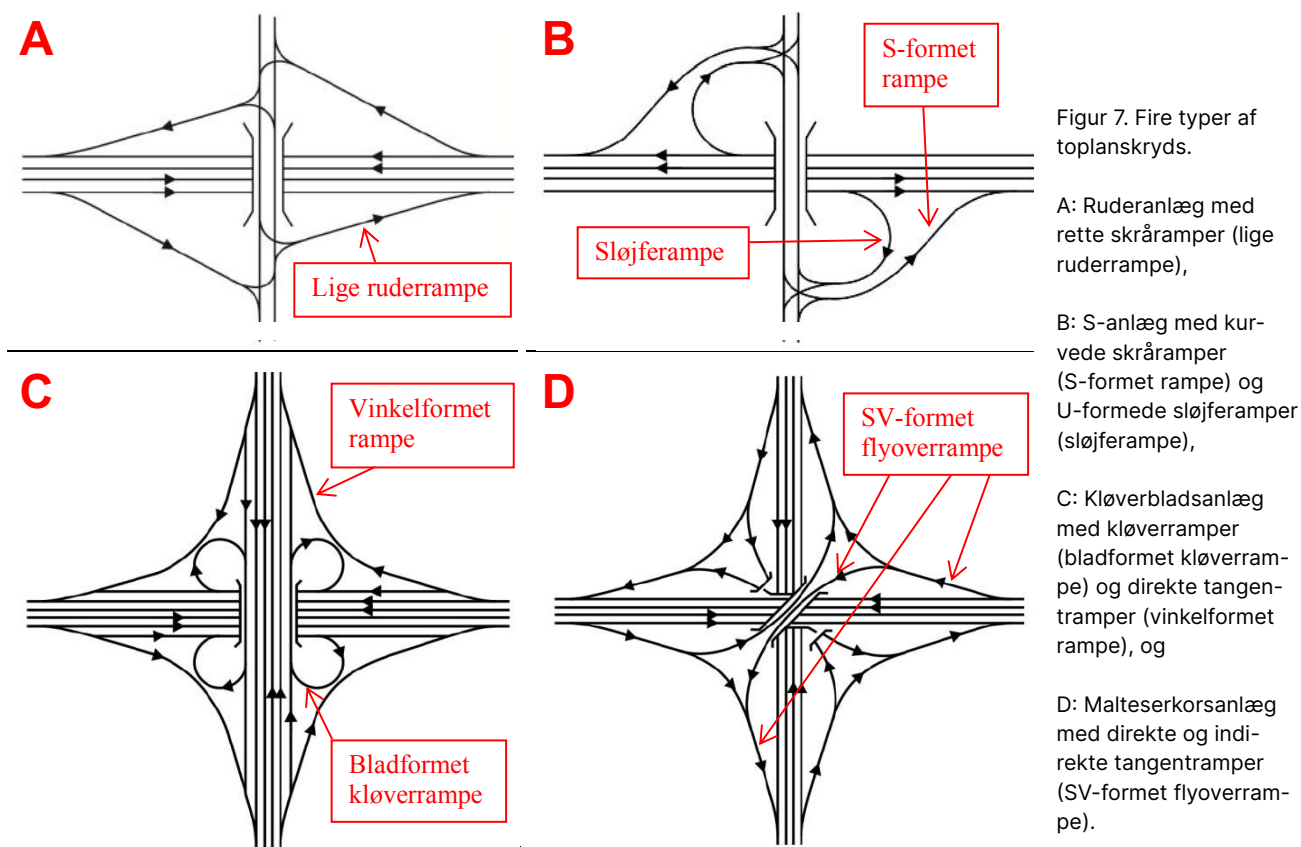 A
Lige ruderrampe
B
S-formet
rampe
Sløjferampe
C
Vinkelformet
rampe
Bladformet
kløverrampe
D
SV-formet
flyoverrampe
Figur 7. Fire typer af
toplanskryds.
A: Ruderanlæg med
rette skråramper (lige
ruderrampe),
B: S-anlæg med kur-
vede skråramper
(S-formet rampe) og
U-formede sløjferamper
(sløjferampe),
C: Kløverbladsanlæg
med kløverramper
(bladformet kløverram-
pe) og direkte tangen-
tramper (vinkelformet
rampe), og
D: Malteserkorsanlæg
med direkte og indi-
rekte tangentramper
(SV-formet flyoverram-
pe).